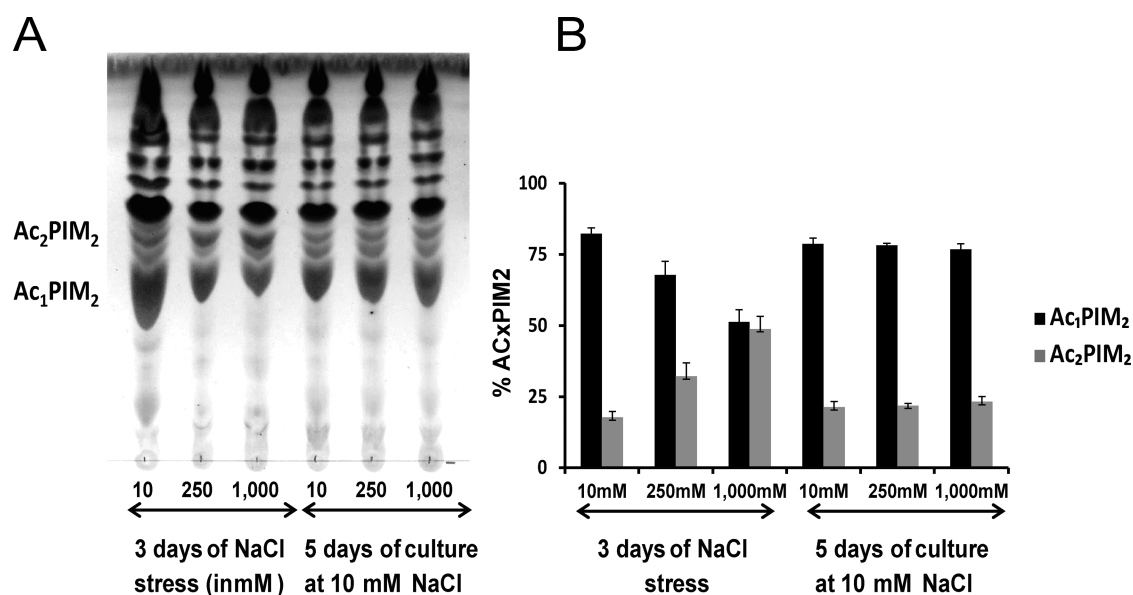 A
B
Ac₂PIM₂
Ac₁PIM₂
10 250 1,000 10 250 1,000
3 days of NaCl
stress (inmM)
5 days of culture
at 10 mM NaCl
% ACxPIM2
100
75
50
25
0
10mM 250mM 1,000mM 10mM 250mM 1,000mM
3 days of NaCl
stress
5 days of culture
at 10 mM NaCl
Ac₁PIM₂
Ac₂PIM₂